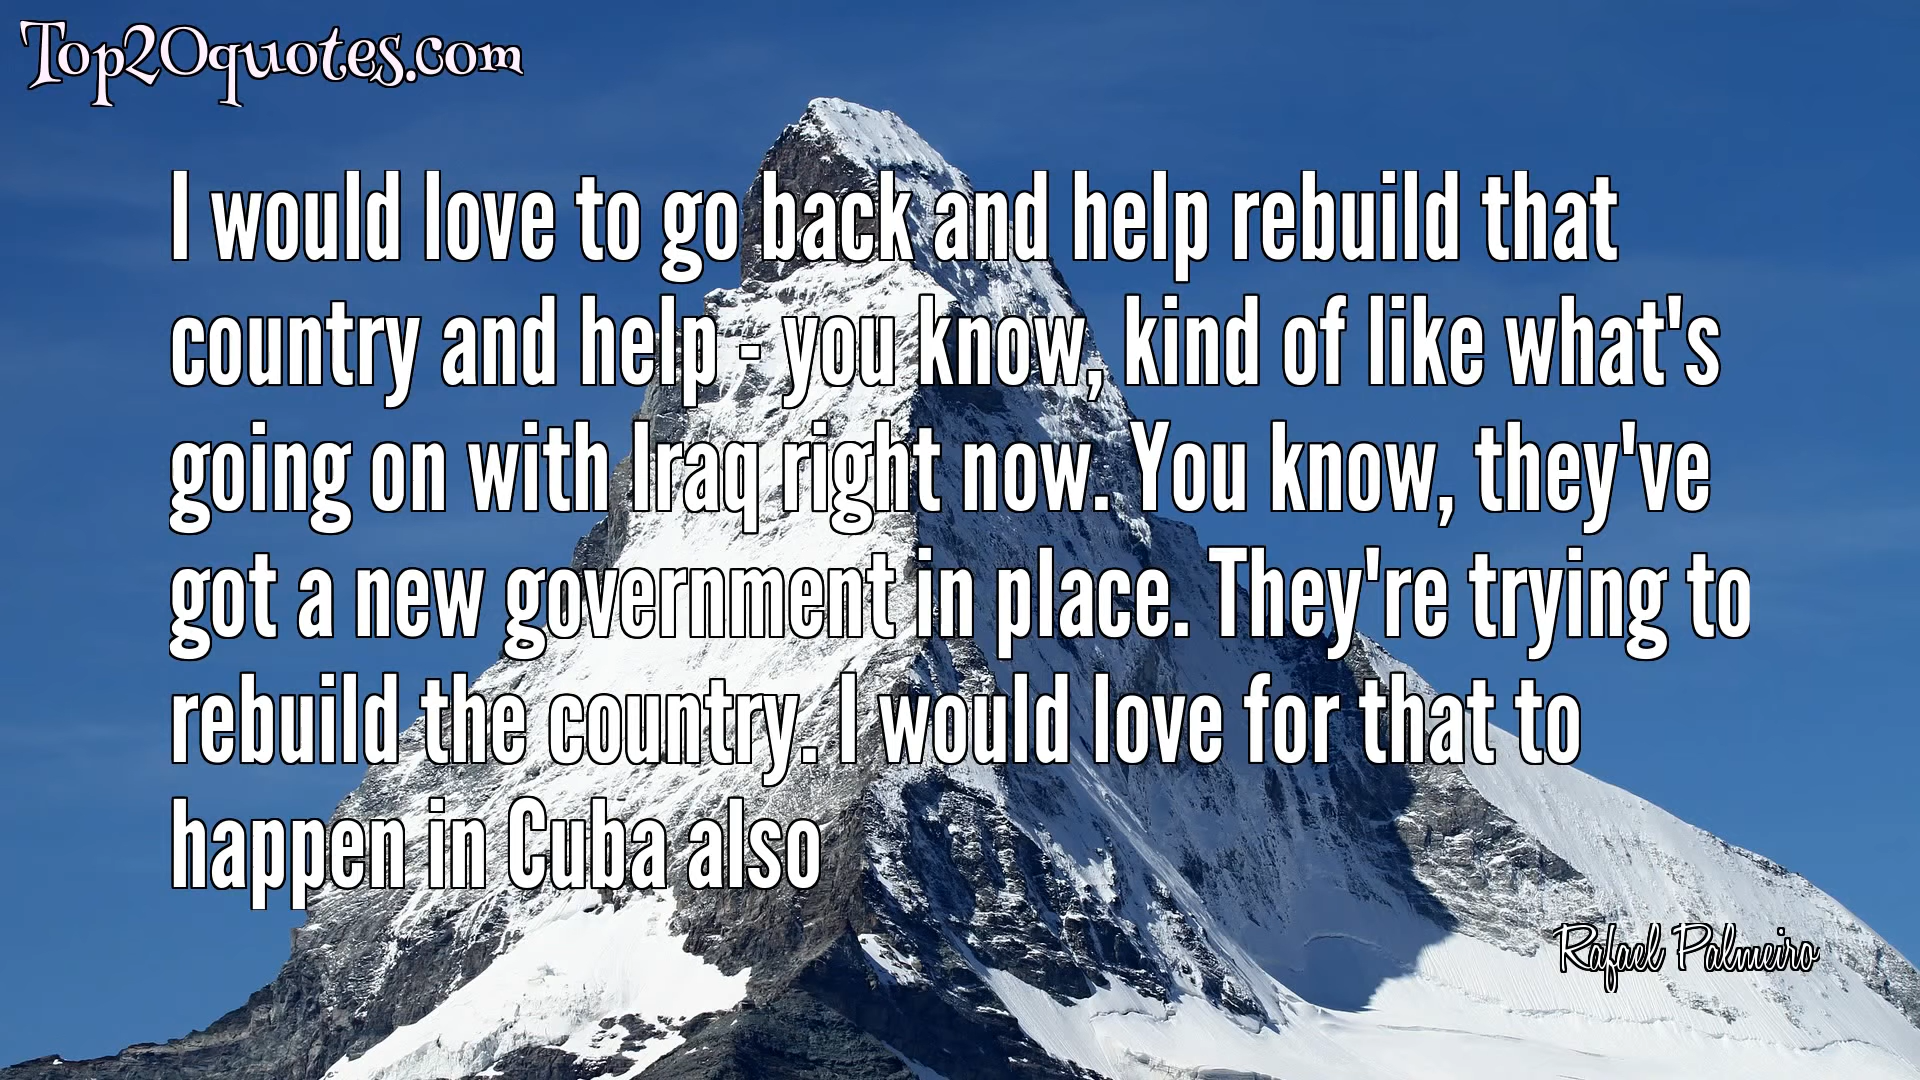 Top20quotes.com
I would love to go back and help rebuild that
country and help - you know, kind of like what's
going on with Iraq right now. You know, they've
got a new government in place. They're trying to
rebuild the country. I would love for that to
happen in Cuba also
Rafael Palmeiro